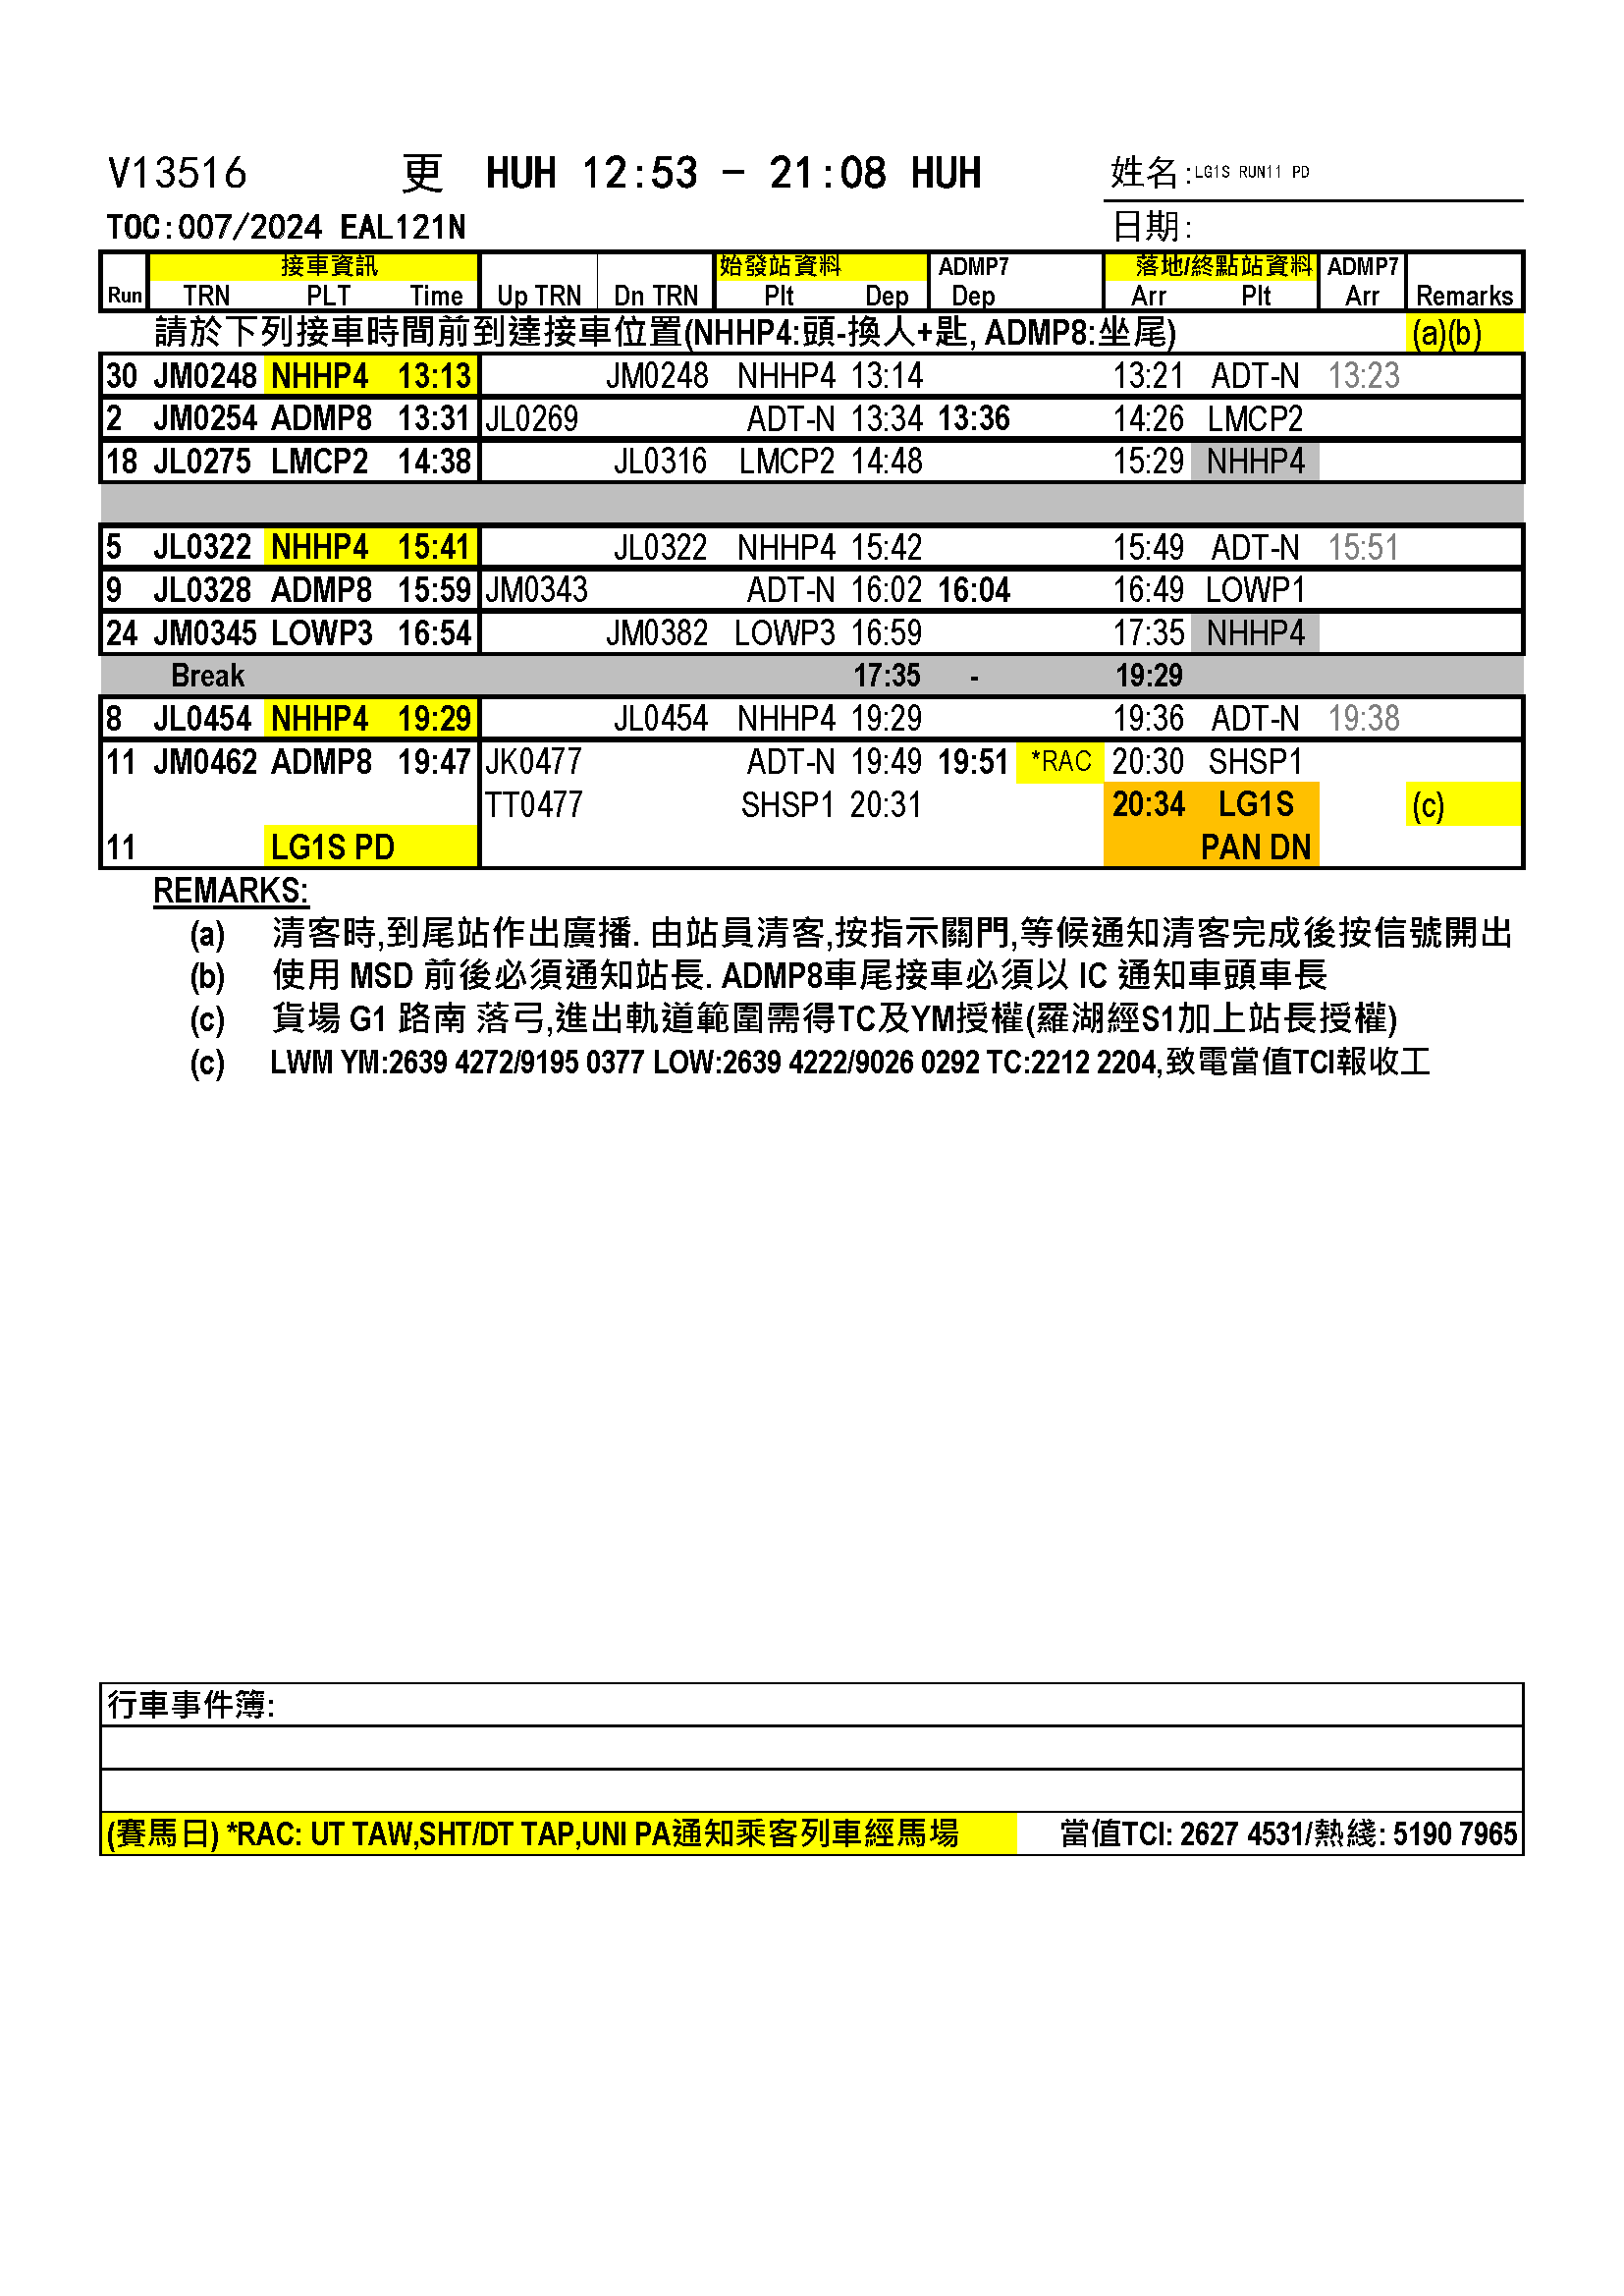 V13516 更 HUH 12:53 - 21:08 HUH 姓名:LG1S RUN11 PD
TOC:007/2024 EAL121N 日期:
接車資訊 始發站資料 ADMP7 落地/終點站資料 ADMP7
Run TRN PLT Time Up TRN Dn TRN Plt Dep Dep Arr Plt Arr Remarks
請於下列接車時間前到達接車位置(NHHP4:頭-換人+匙, ADMP8:坐尾) (a)(b)
30 JM0248 NHHP4 13:13 JM0248 NHHP4 13:14 13:21 ADT-N 13:23
2 JM0254 ADMP8 13:31 JL0269 ADT-N 13:34 13:36 14:26 LMCP2
18 JL0275 LMCP2 14:38 JL0316 LMCP2 14:48 15:29 NHHP4
5 JL0322 NHHP4 15:41 JL0322 NHHP4 15:42 15:49 ADT-N 15:51
9 JL0328 ADMP8 15:59 JM0343 ADT-N 16:02 16:04 16:49 LOWP1
24 JM0345 LOWP3 16:54 JM0382 LOWP3 16:59 17:35 NHHP4
Break 17:35 - 19:29
8 JL0454 NHHP4 19:29 JL0454 NHHP4 19:29 19:36 ADT-N 19:38
11 JM0462 ADMP8 19:47 JK0477 ADT-N 19:49 19:51 *RAC 20:30 SHSP1
TT0477 SHSP1 20:31 20:34 LG1S (c)
11 LG1S PD PAN DN
REMARKS:
(a) 清客時,到尾站作出廣播. 由站員清客,按指示關門,等候通知清客完成後按信號開出
(b) 使用 MSD 前後必須通知站長. ADMP8車尾接車必須以 IC 通知車頭車長
(c) 貨場 G1 路南 落弓,進出軌道範圍需得TC及YM授權(羅湖經S1加上站長授權)
(c) LWM YM:2639 4272/9195 0377 LOW:2639 4222/9026 0292 TC:2212 2204,致電當值TCI報收工
行車事件簿:
(賽馬日) *RAC: UT TAW,SHT/DT TAP,UNI PA通知乘客列車經馬場 當值TCI: 2627 4531/熱綫: 5190 7965